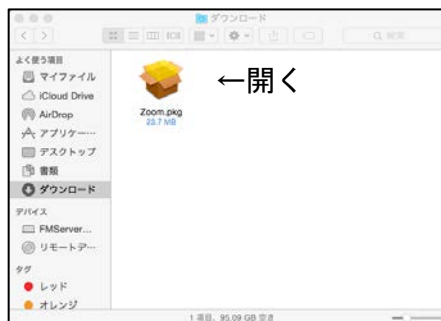 ダウンロード
検索
よく使う項目
マイファイル
iCloud Drive
AirDrop
アプリケー…
デスクトップ
書類
ダウンロード
デバイス
FMServer…
リモートデ…
タグ
レッド
オレンジ
Zoom.pkg
23.7 MB
←開く
1 項目、95.09 GB 空き